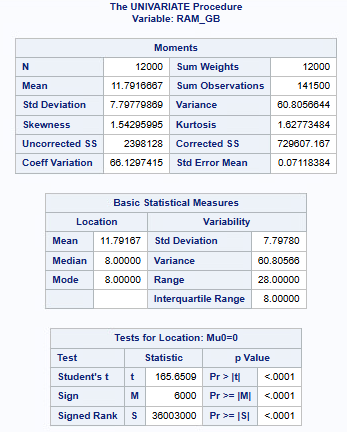 The UNIVARIATE Procedure
Variable: RAM_GB
Moments
N 12000 Sum Weights 12000
Mean 11.7916667 Sum Observations 141500
Std Deviation 7.79779869 Variance 60.8056644
Skewness 1.54295995 Kurtosis 1.62773484
Uncorrected SS 2398128 Corrected SS 729607.167
Coeff Variation 66.1297415 Std Error Mean 0.07118384
Basic Statistical Measures
Location Variability
Mean 11.79167 Std Deviation 7.79780
Median 8.00000 Variance 60.80566
Mode 8.00000 Range 28.00000
Interquartile Range 8.00000
Tests for Location: Mu0=0
Test Statistic p Value
Student's t t 165.6509 Pr > |t| <.0001
Sign M 6000 Pr >= |M| <.0001
Signed Rank S 36003000 Pr >= |S| <.0001